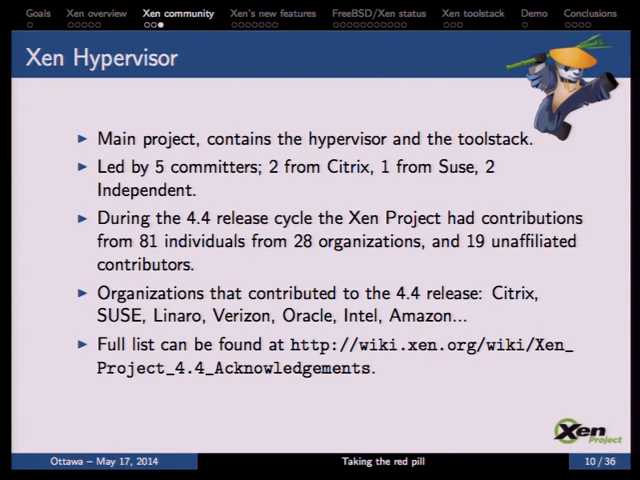 Goals Xen overview Xen community Xen's new features FreeBSD/Xen status Xen toolstack Demo Conclusions
Xen Hypervisor
Main project, contains the hypervisor and the toolstack.
Led by 5 committers; 2 from Citrix, 1 from Suse, 2
Independent.
During the 4.4 release cycle the Xen Project had contributions
from 81 individuals from 28 organizations, and 19 unaffiliated
contributors.
Organizations that contributed to the 4.4 release: Citrix,
SUSE, Linaro, Verizon, Oracle, Intel, Amazon...
Full list can be found at http://wiki.xen.org/wiki/Xen_
Project_4.4_Acknowledgements.
Xen
Project
Ottawa – May 17, 2014 Taking the red pill 10 / 36